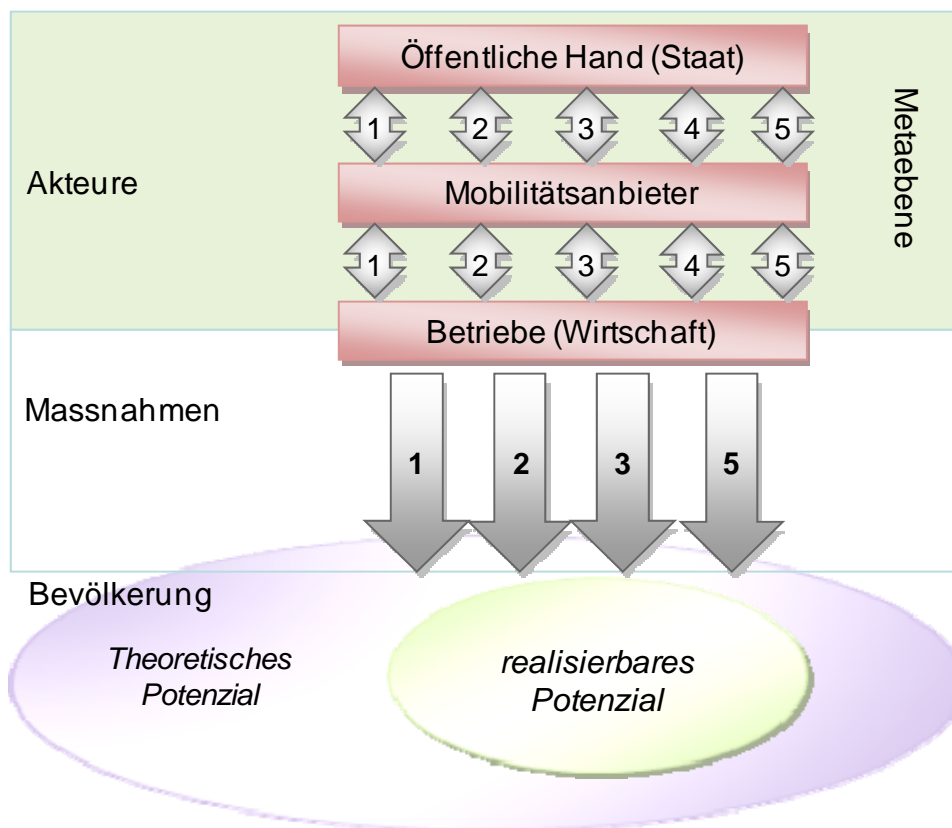 Öffentliche Hand (Staat)
1 2 3 4 5
Akteure
Mobilitätsanbieter
Metaebene
1 2 3 4 5
Betriebe (Wirtschaft)
Massnahmen
1 2 3 5
Bevölkerung
Theoretisches
Potenzial
realisierbares
Potenzial